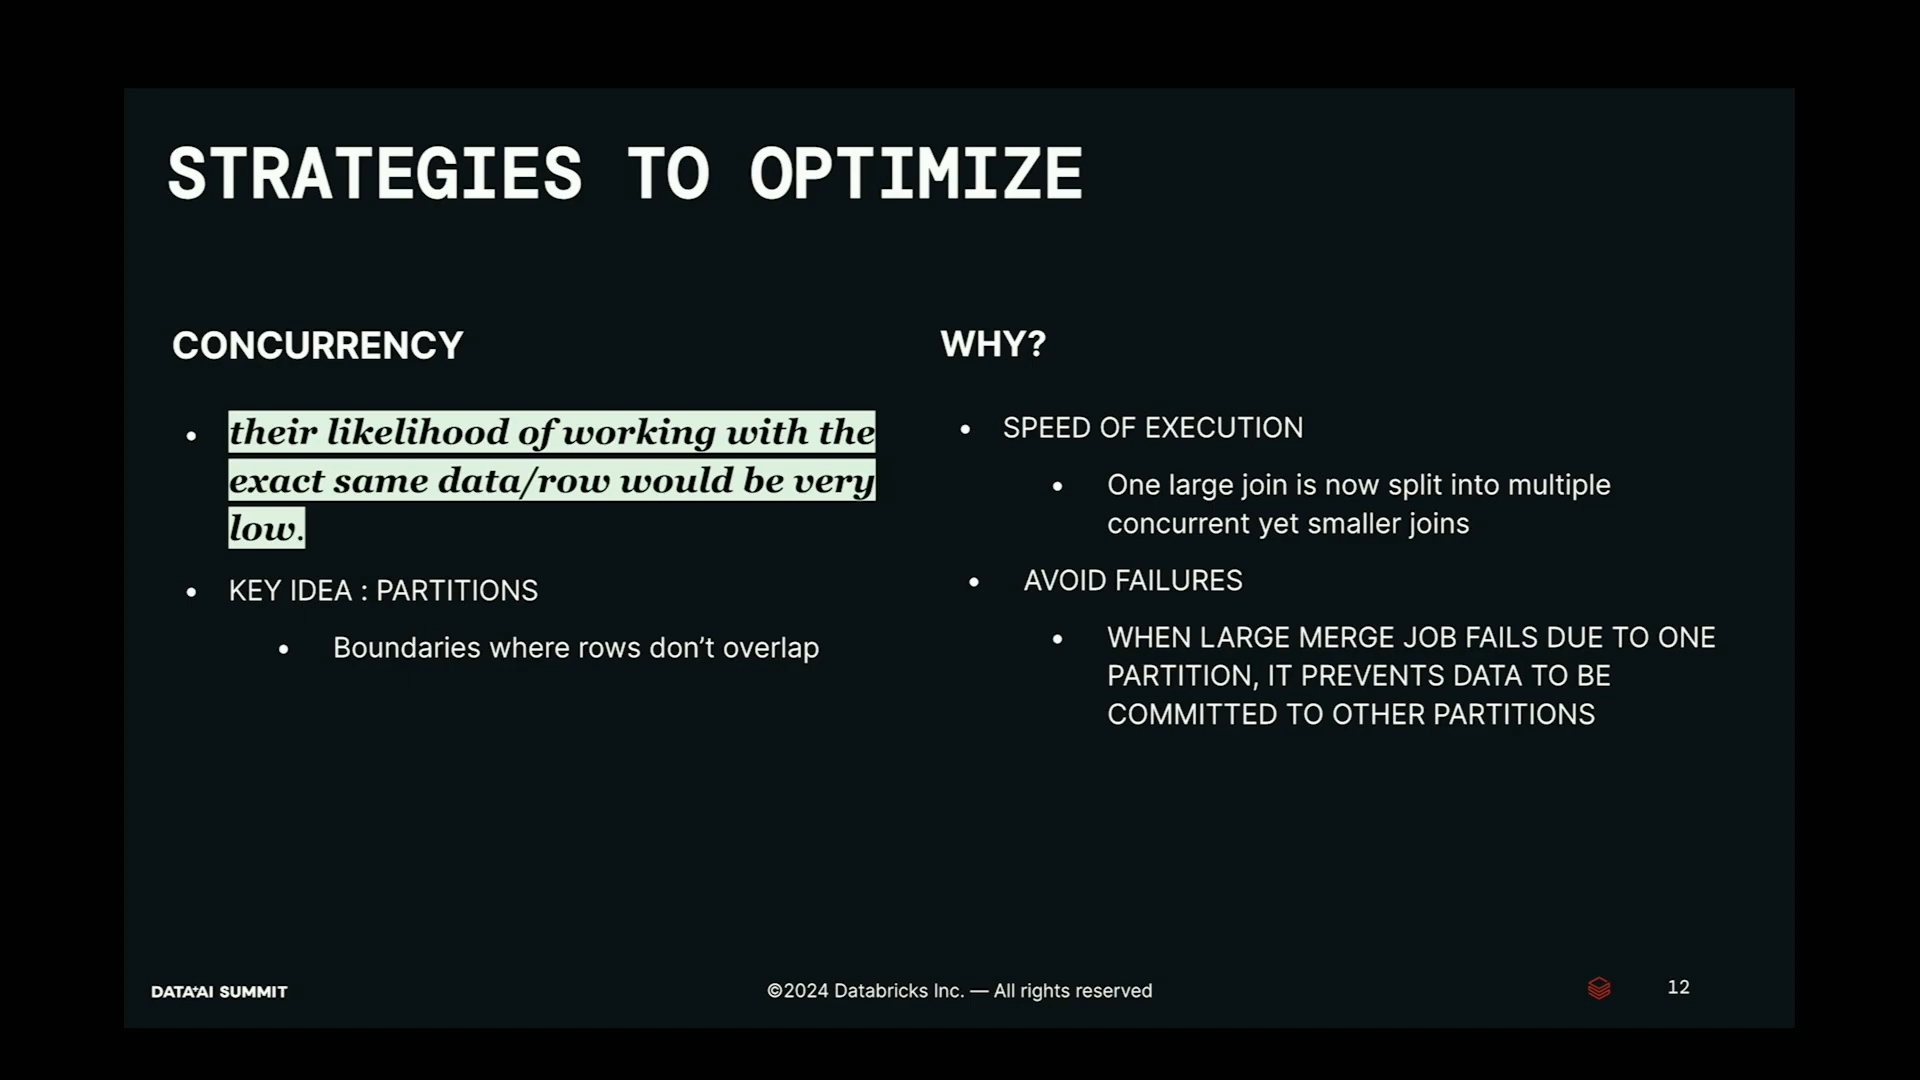 STRATEGIES TO OPTIMIZE
CONCURRENCY
their likelihood of working with the
exact same data/row would be very
low.
KEY IDEA : PARTITIONS
Boundaries where rows don’t overlap
WHY?
SPEED OF EXECUTION
One large join is now split into multiple
concurrent yet smaller joins
AVOID FAILURES
WHEN LARGE MERGE JOB FAILS DUE TO ONE
PARTITION, IT PREVENTS DATA TO BE
COMMITTED TO OTHER PARTITIONS
DATA+AI SUMMIT
©2024 Databricks Inc. — All rights reserved
12